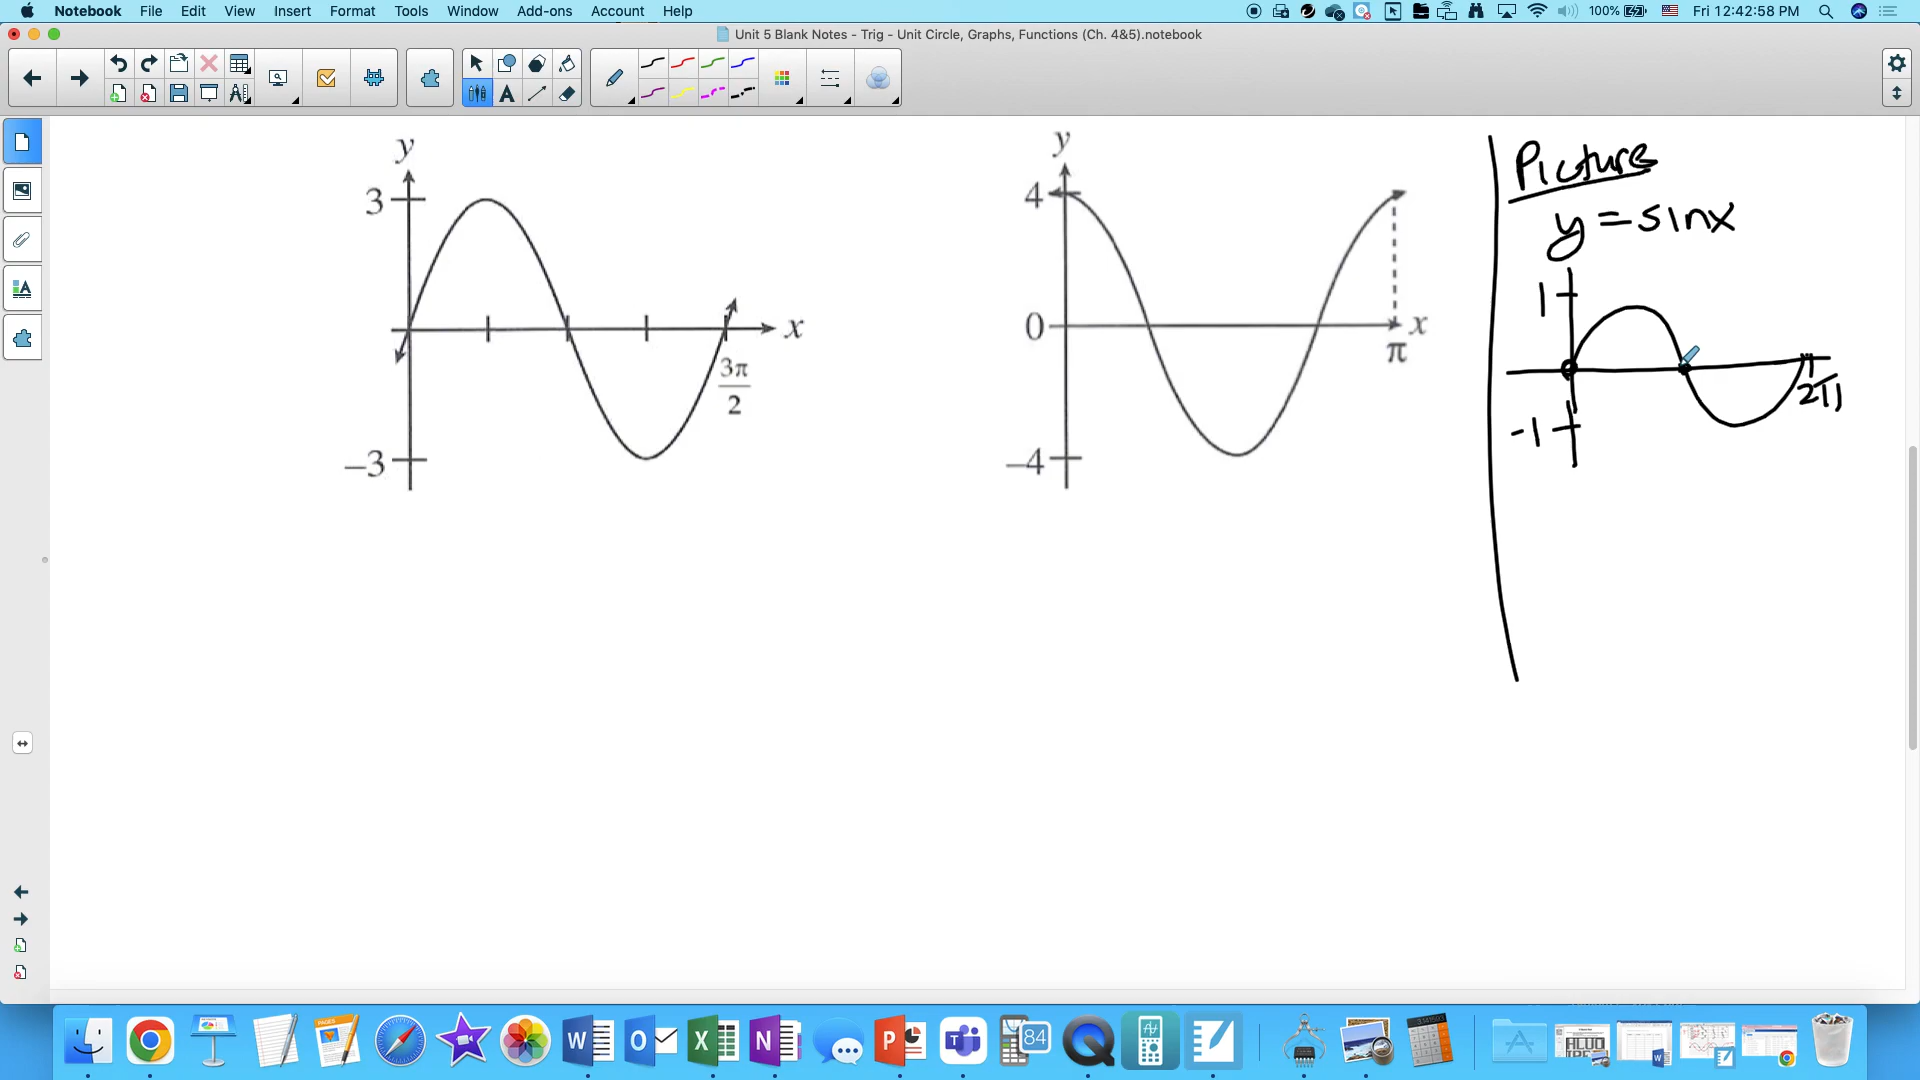 Notebook File Edit View Insert Format Tools Window Add-ons Account Help 100% Fri 12:42:58 PM
Unit 5 Blank Notes - Trig - Unit Circle, Graphs, Functions (Ch. 4&5).notebook
A
A
y
3
x
3π
2
−3
y
4
0
x
π
−4
Picture
y = sinx
1
2π
-1
PAGES
W
O
X
N
P
T
84